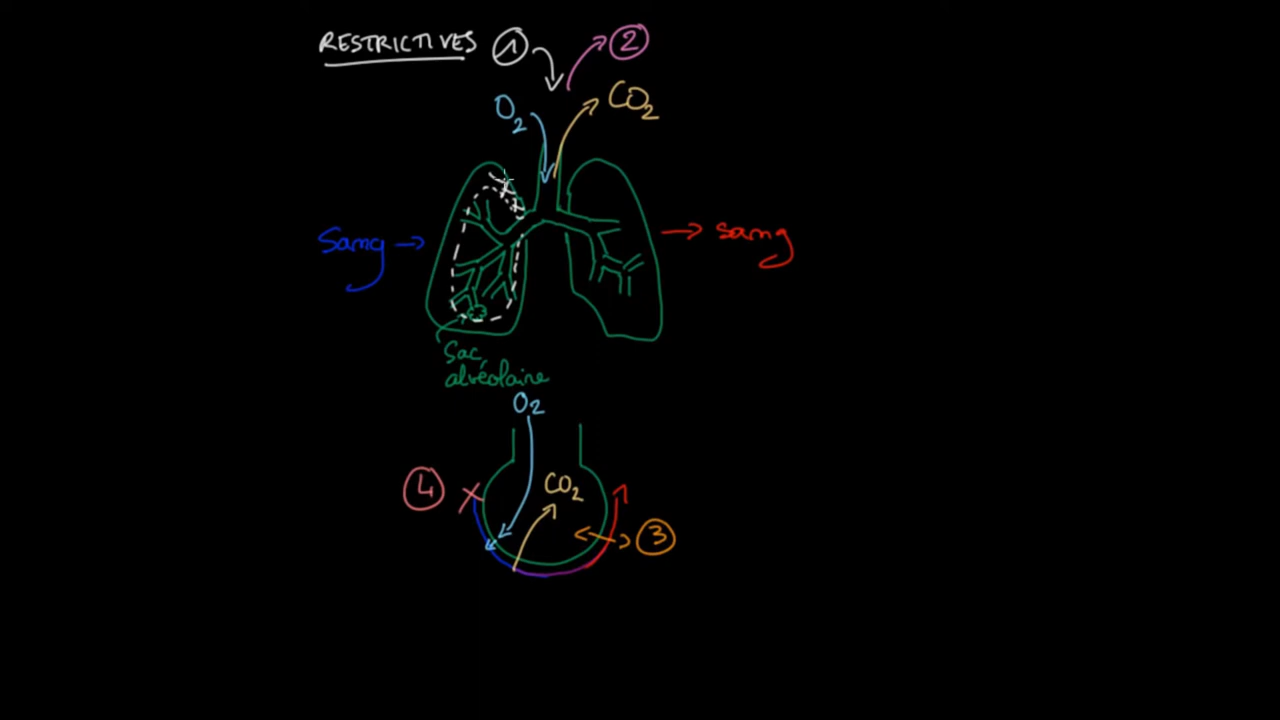 RESTRICTIVES 1 2
O2 CO2
Sang → → sang
Sac
alvéolaire
O2
4 CO2
3